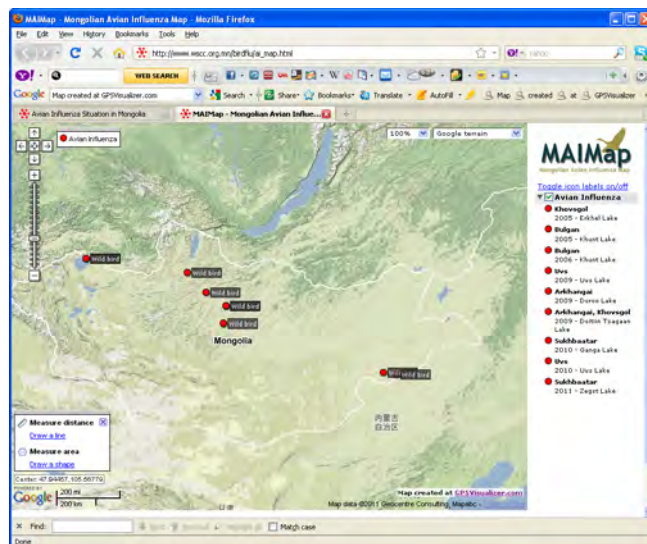 MAIMap - Mongolian Avian Influenza Map - Mozilla Firefox
File Edit View History Bookmarks Tools Help
http://www.wscc.org.mn/birdflu/ai_map.html
WEB SEARCH
Google Map created at GPSVisualizer.com Search Share Bookmarks Translate AutoFill Map created at GPSVisualizer
Avian Influenza Situation in Mongolia MAIMap - Mongolian Avian Influe...
Avian Influenza
100% Google terrain
MAIMap
Mongolian Avian Influenza Map
Toggle icon labels on/off
Avian Influenza
Khovsgol
2005 - Erkhel Lake
Bulgan
2005 - Khunt Lake
Bulgan
2006 - Khunt Lake
Uvs
2009 - Uvs Lake
Arkhangai
2009 - Doroo Lake
Arkhangai, Khovsgol
2009 - Doitiin Tsagaan
Lake
Sukhbaatar
2010 - Ganga Lake
Uvs
2010 - Uvs Lake
Sukhbaatar
2011 - Zegst Lake
Wild bird
Wild bird
Wild bird
Wild bird
Wild bird
Mongolia
Wild bird
内蒙古
自治区
Measure distance
Draw a line
Measure area
Draw a shape
POWERED BY
Google
200 mi
200 km
Map created at GPSVisualizer.com
Map data ©2011 Geocentre Consulting, Mapabc -
Find: Match case
Done